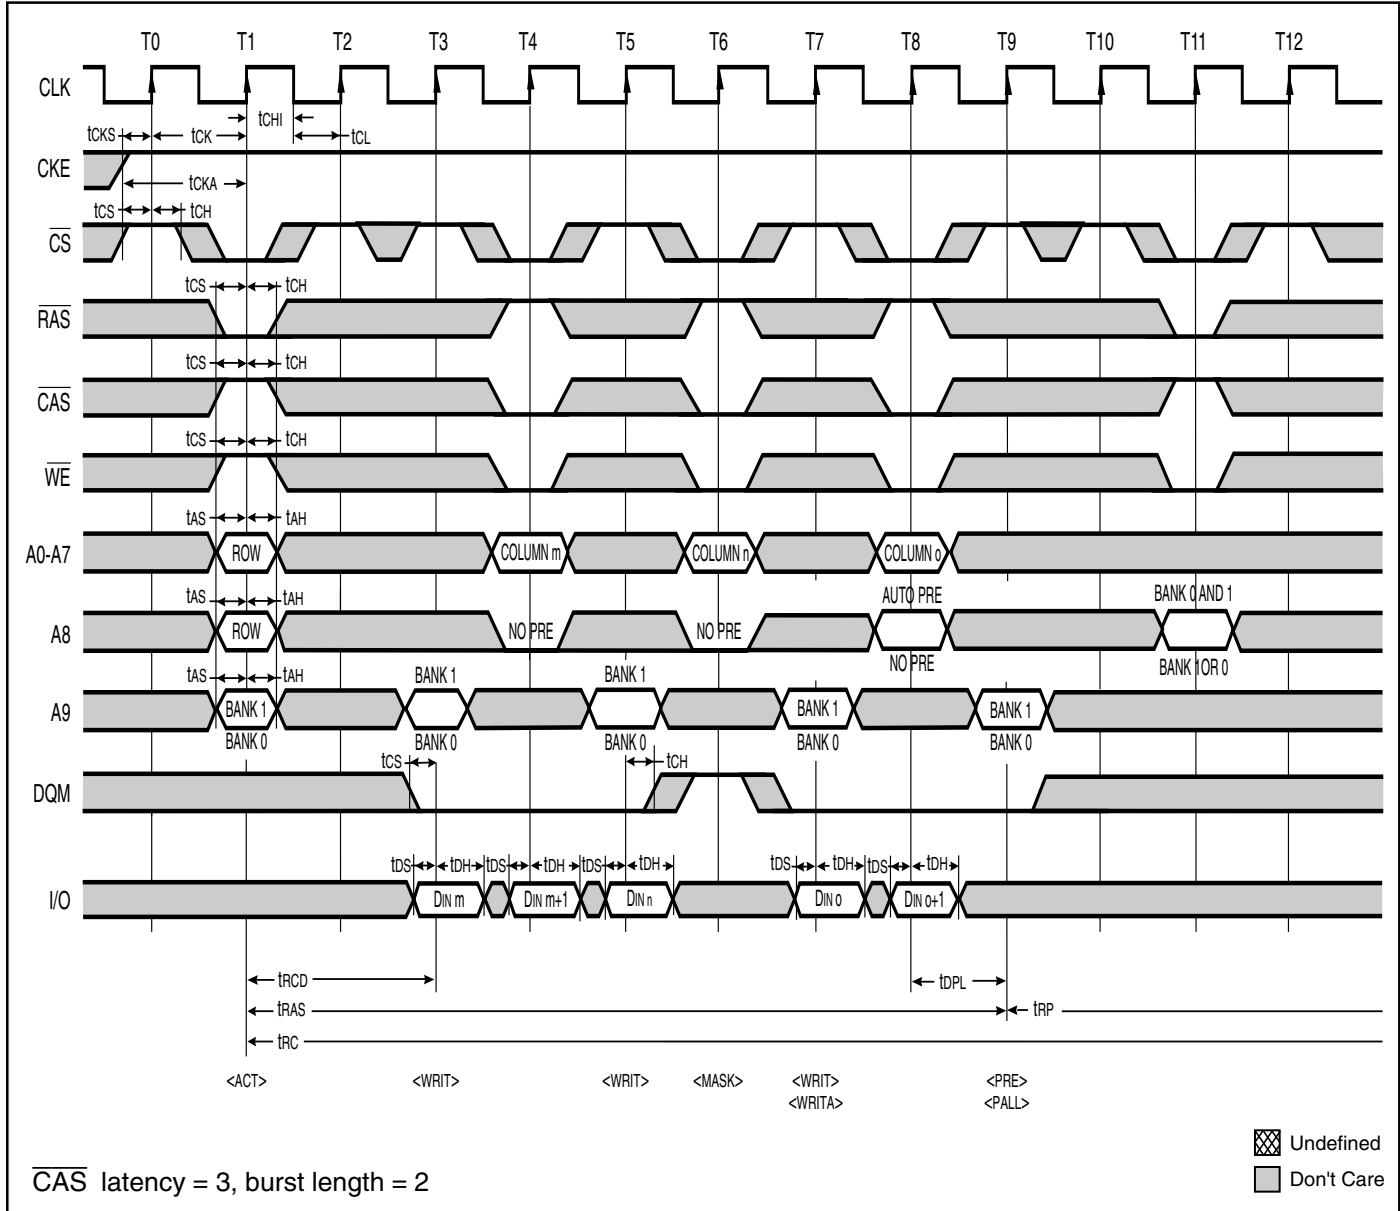 T0 T1 T2 T3 T4 T5 T6 T7 T8 T9 T10 T11 T12
CLK
tCHI
tCKS tCK tCL
CKE
tCKA
tCS tCH
CS
tCS tCH
RAS
tCS tCH
CAS
tCS tCH
WE
tAS tAH
A0-A7 ROW COLUMN m COLUMN n COLUMN o
tAS tAH AUTO PRE BANK 0 AND 1
A8 ROW NO PRE NO PRE
NO PRE BANK 1 OR 0
tAS tAH BANK 1 BANK 1
A9 BANK 1 BANK 1 BANK 1
BANK 0 BANK 0 BANK 0 BANK 0 BANK 0
tCS tCH
DQM
tDS tDH tDS tDH tDS tDH tDS tDH tDS tDH
I/O DIN m DIN m+1 DIN n DIN o DIN o+1
tRCD tDPL
tRAS tRP
tRC
<ACT> <WRIT> <WRIT> <MASK> <WRIT> <PRE>
<WRITA> <PALL>
Undefined
CAS latency = 3, burst length = 2
Don't Care